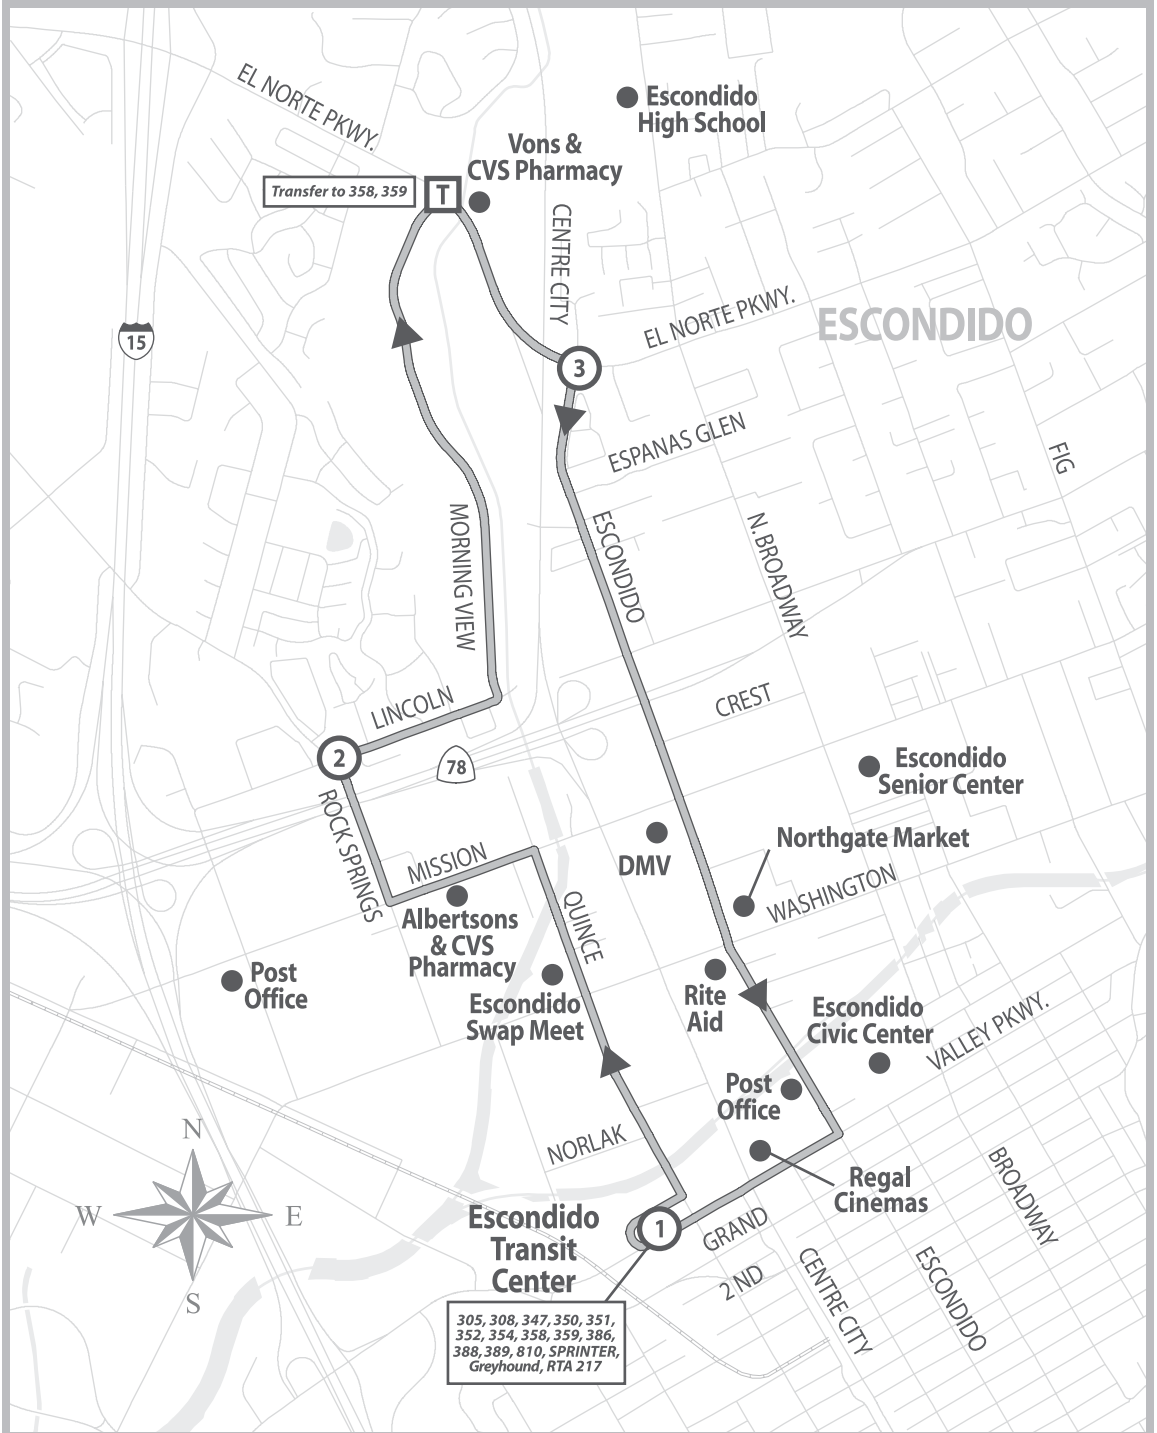 EL NORTE PKWY.
Escondido
High School
Vons &
CVS Pharmacy
Transfer to 358, 359
T
CENTRE CITY
EL NORTE PKWY.
ESCONDIDO
15
3
ESPANAS GLEN
FIG
MORNING VIEW
ESCONDIDO
N. BROADWAY
LINCOLN
CREST
2
78
Escondido
Senior Center
ROCK SPRINGS
MISSION
DMV
Northgate Market
WASHINGTON
Albertsons
& CVS
Pharmacy
QUINCE
Post
Office
Escondido
Swap Meet
Rite
Aid
Escondido
Civic Center
VALLEY PKWY.
Post
Office
NORLAK
N
W
E
S
Regal
Cinemas
BROADWAY
Escondido
Transit
Center
1
GRAND
2 ND
CENTRE CITY
ESCONDIDO
305, 308, 347, 350, 351,
352, 354, 358, 359, 386,
388, 389, 810, SPRINTER,
Greyhound, RTA 217